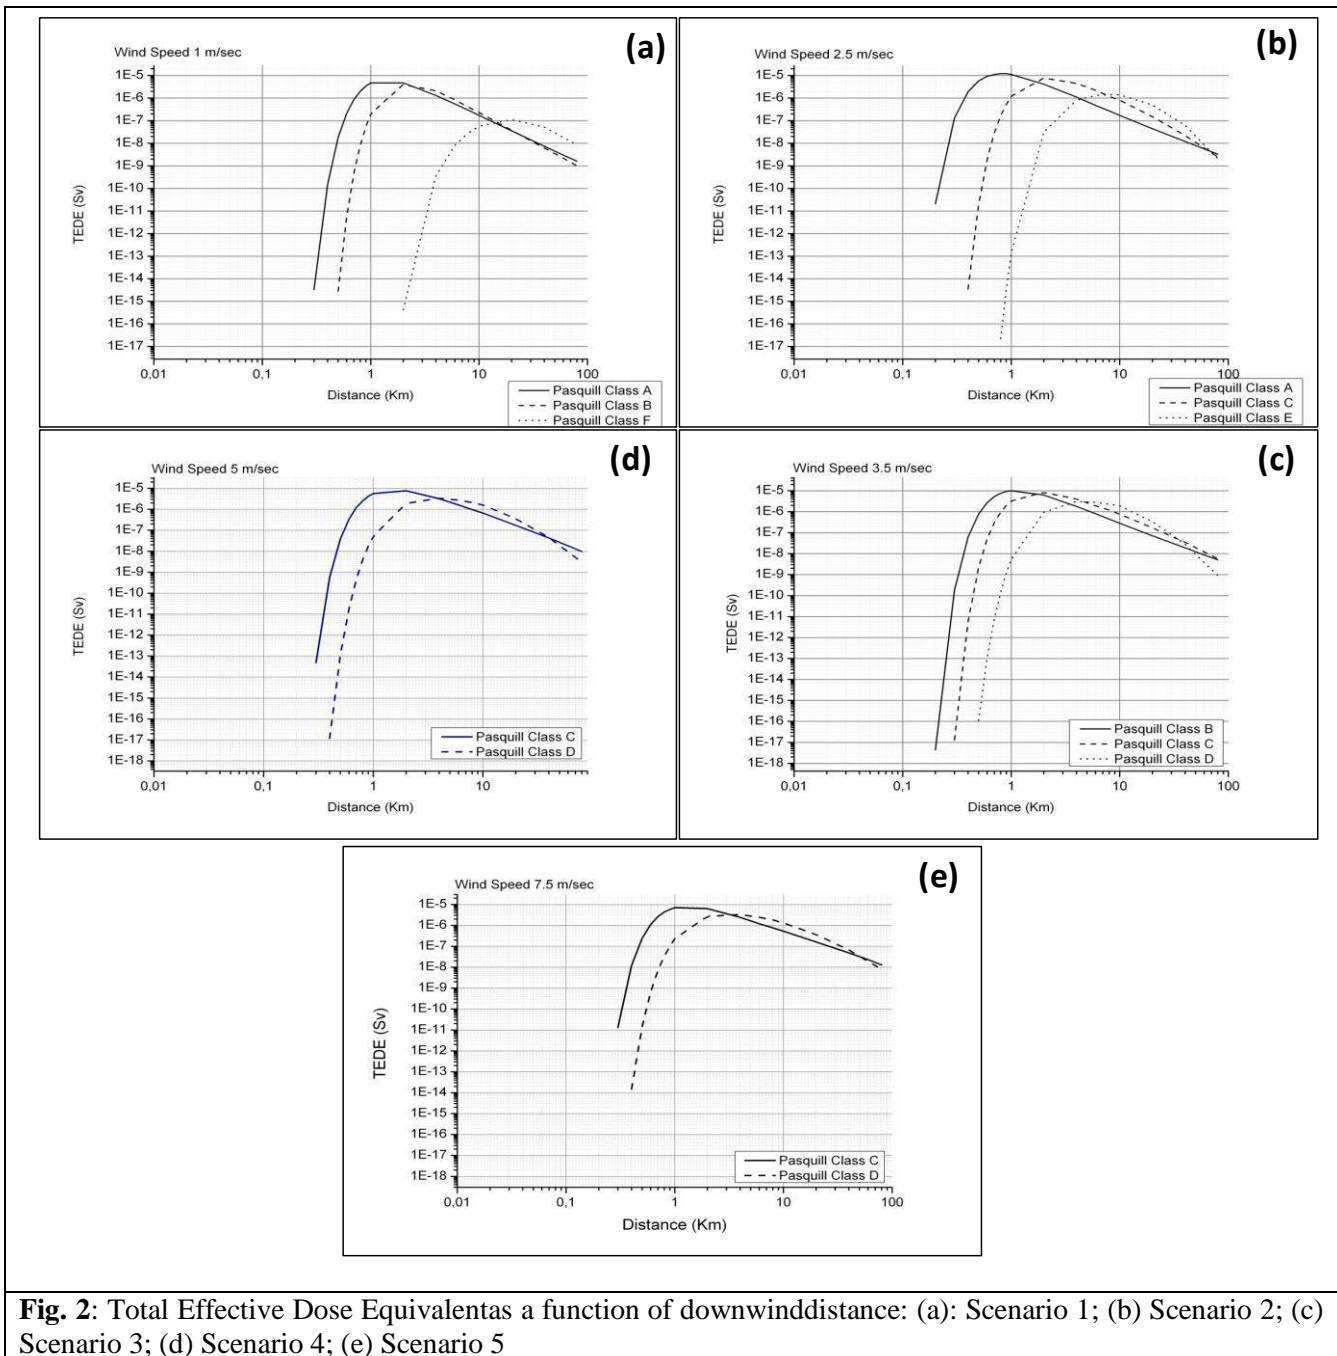 Wind Speed 1 m/sec
(a)
1E-5
1E-6
1E-7
1E-8
1E-9
1E-10
1E-11
1E-12
1E-13
1E-14
1E-15
1E-16
1E-17
TEDE (Sv)
0,01 0,1 1 10 100
Distance (Km)
Pasquill Class A
Pasquill Class B
Pasquill Class F
Wind Speed 2.5 m/sec
(b)
1E-5
1E-6
1E-7
1E-8
1E-9
1E-10
1E-11
1E-12
1E-13
1E-14
1E-15
1E-16
1E-17
TEDE (Sv)
0,01 0,1 1 10 100
Distance (Km)
Pasquill Class A
Pasquill Class C
Pasquill Class E
Wind Speed 5 m/sec
(d)
1E-5
1E-6
1E-7
1E-8
1E-9
1E-10
1E-11
1E-12
1E-13
1E-14
1E-15
1E-16
1E-17
1E-18
TEDE (Sv)
0,01 0,1 1 10
Distance (Km)
Pasquill Class C
Pasquill Class D
Wind Speed 3.5 m/sec
(c)
1E-5
1E-6
1E-7
1E-8
1E-9
1E-10
1E-11
1E-12
1E-13
1E-14
1E-15
1E-16
1E-17
1E-18
TEDE (Sv)
0,01 0,1 1 10 100
Distance (Km)
Pasquill Class B
Pasquill Class C
Pasquill Class D
Wind Speed 7.5 m/sec
(e)
1E-5
1E-6
1E-7
1E-8
1E-9
1E-10
1E-11
1E-12
1E-13
1E-14
1E-15
1E-16
1E-17
1E-18
TEDE (Sv)
0,01 0,1 1 10 100
Distance (Km)
Pasquill Class C
Pasquill Class D
Fig. 2: Total Effective Dose Equivalentas a function of downwinddistance: (a): Scenario 1; (b) Scenario 2; (c)
Scenario 3; (d) Scenario 4; (e) Scenario 5